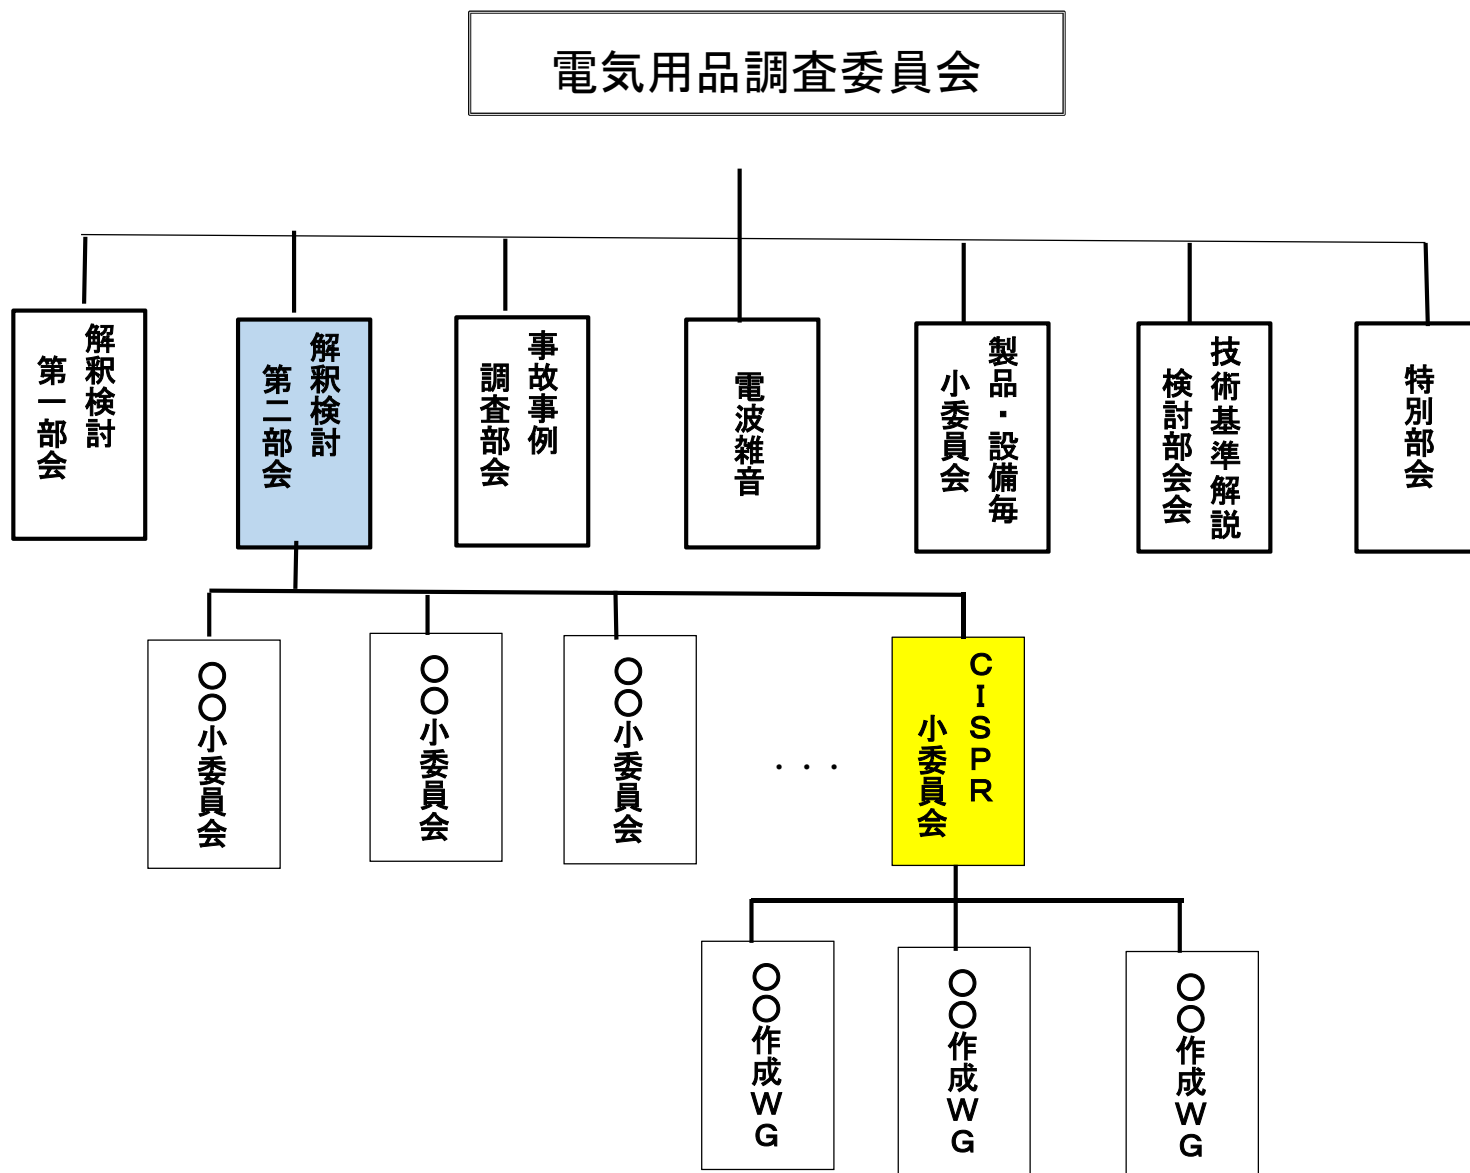 電気用品調査委員会
解釈検討
第一部会
解釈検討
第二部会
事故事例
調査部会
電波雑音
製品・設備毎
小委員会
技術基準解説
検討部会会
特別部会
〇〇小委員会
〇〇小委員会
〇〇小委員会
・・・
ＣＩＳＰＲ
小委員会
〇〇作成ＷＧ
〇〇作成ＷＧ
〇〇作成ＷＧ